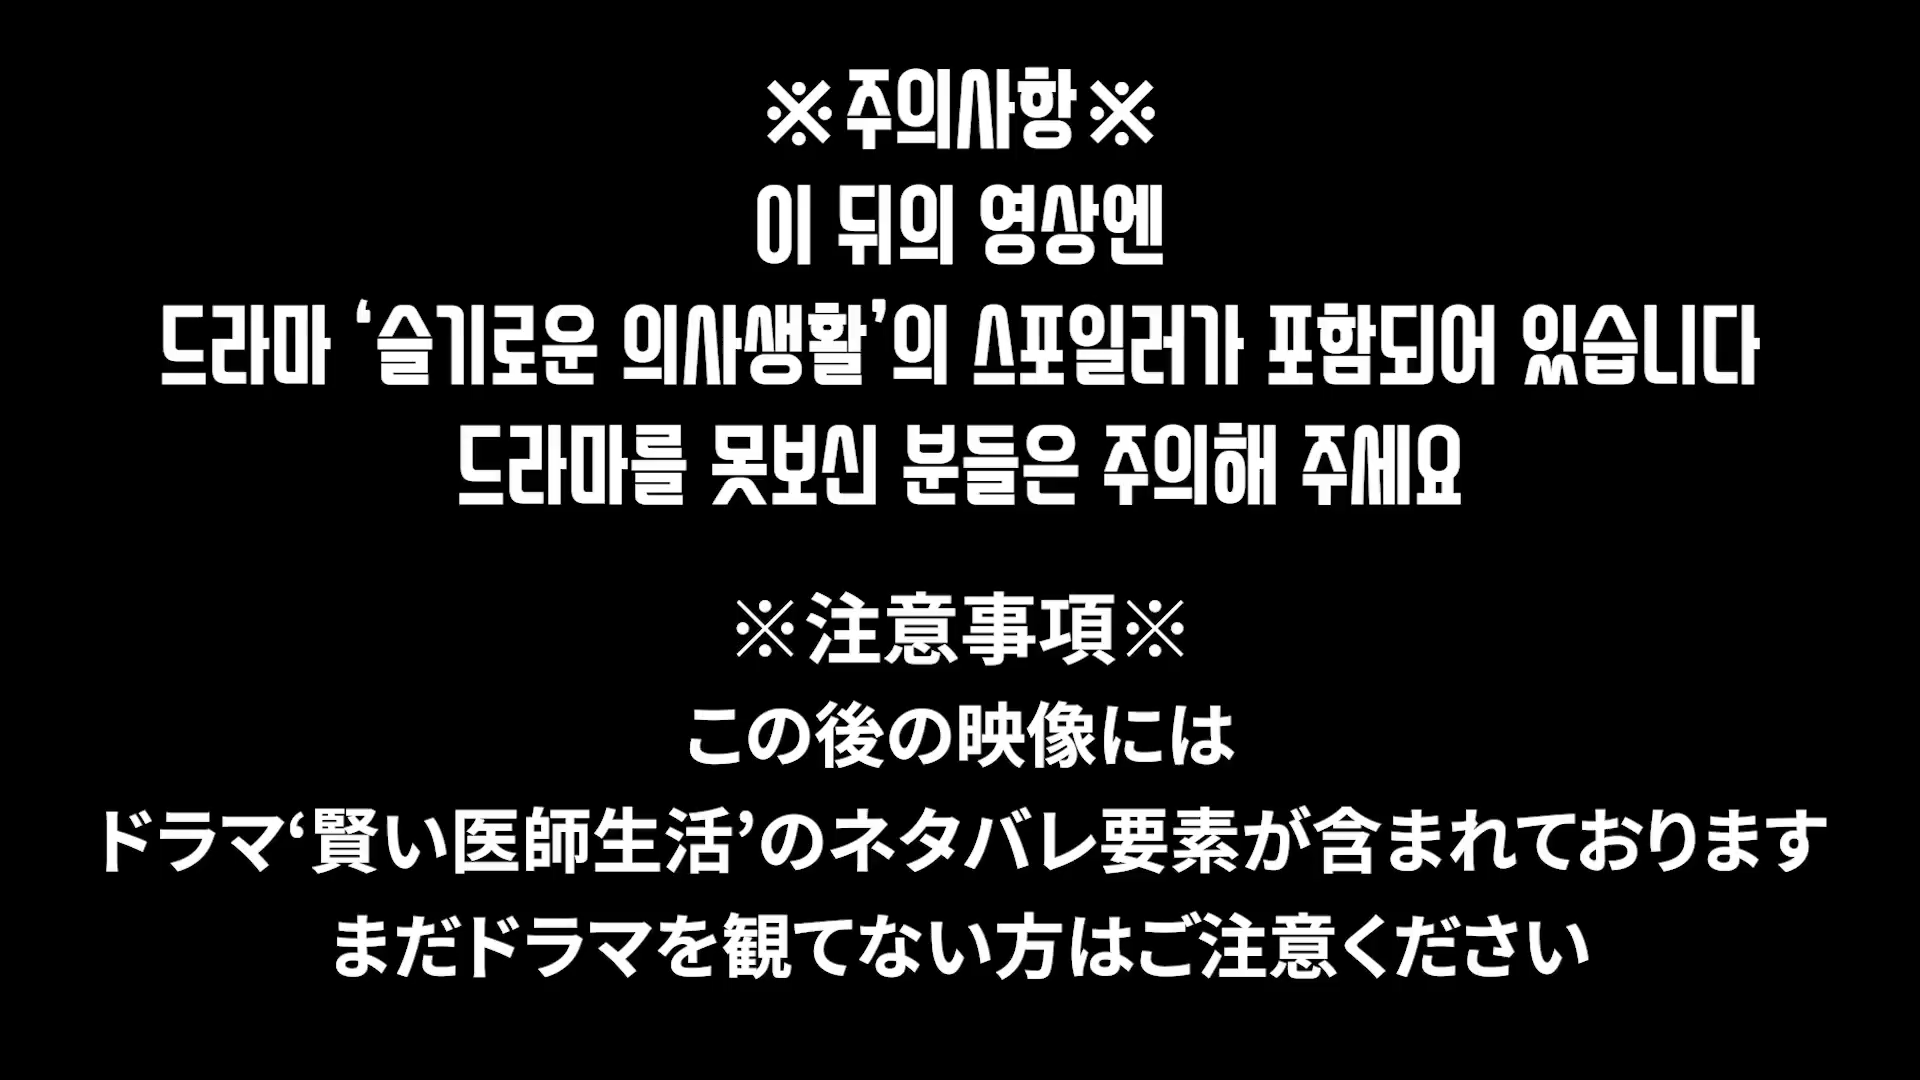 ※주의사항※
이 뒤의 영상엔
드라마 ‘슬기로운 의사생활’의 스포일러가 포함되어 있습니다
드라마를 못보신 분들은 주의해 주세요
※注意事項※
この後の映像には
ドラマ‘賢い医師生活’のネタバレ要素が含まれております
まだドラマを観てない方はご注意ください